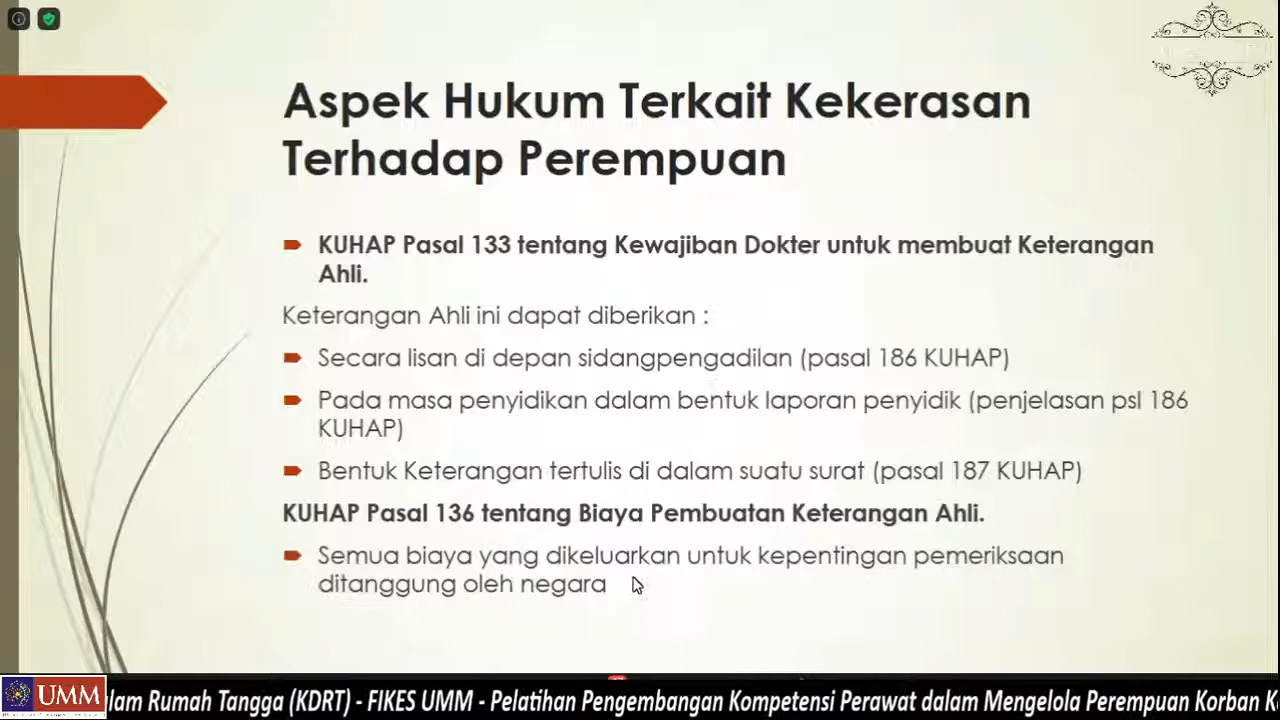 Aspek Hukum Terkait Kekerasan
Terhadap Perempuan
KUHAP Pasal 133 tentang Kewajiban Dokter untuk membuat Keterangan
Ahli.
Keterangan Ahli ini dapat diberikan :
Secara lisan di depan sidangpengadilan (pasal 186 KUHAP)
Pada masa penyidikan dalam bentuk laporan penyidik (penjelasan psl 186
KUHAP)
Bentuk Keterangan tertulis di dalam suatu surat (pasal 187 KUHAP)
KUHAP Pasal 136 tentang Biaya Pembuatan Keterangan Ahli.
Semua biaya yang dikeluarkan untuk kepentingan pemeriksaan
ditanggung oleh negara
UMM lam Rumah Tangga (KDRT) - FIKES UMM - Pelatihan Pengembangan Kompetensi Perawat dalam Mengelola Perempuan Korban K